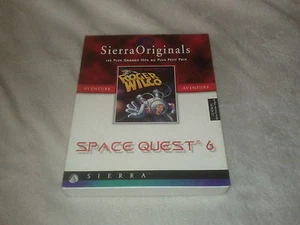 SierraOriginals
LES PLUS GRANDS HITS AU PLUS PETIT PRIX
ROGER
WILCO
AVENTURE
AVENTURE
SPACE QUEST® 6
SIERRA